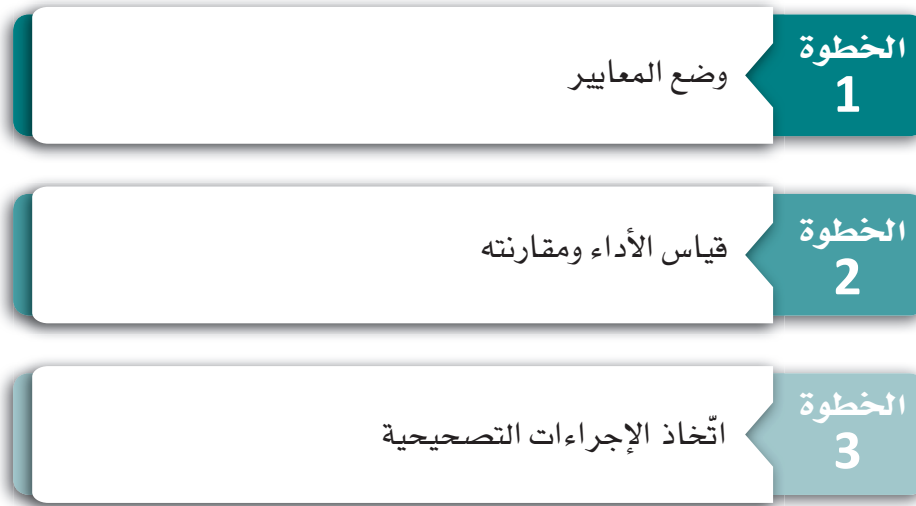 الخطوة
1
وضع المعايير
الخطوة
2
قياس الأداء ومقارنته
الخطوة
3
اتّخاذ الإجراءات التصحيحية